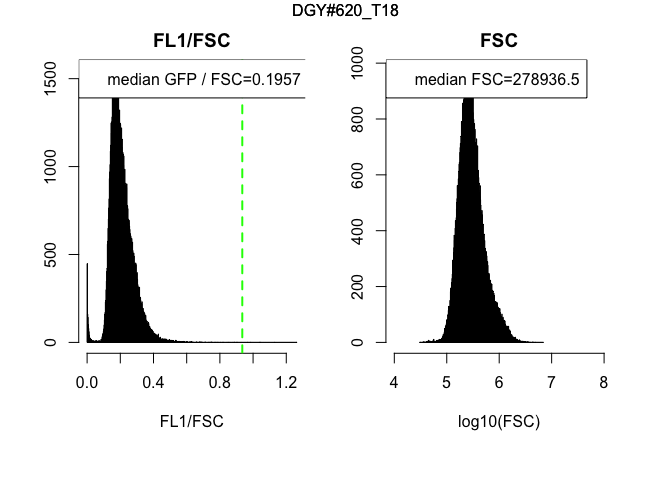 DGY#620_T18
FL1/FSC
median GFP / FSC=0.1957
1500
1000
500
0
0.0 0.4 0.8 1.2
FL1/FSC
FSC
median FSC=278936.5
1000
800
600
400
200
0
4 5 6 7 8
log10(FSC)